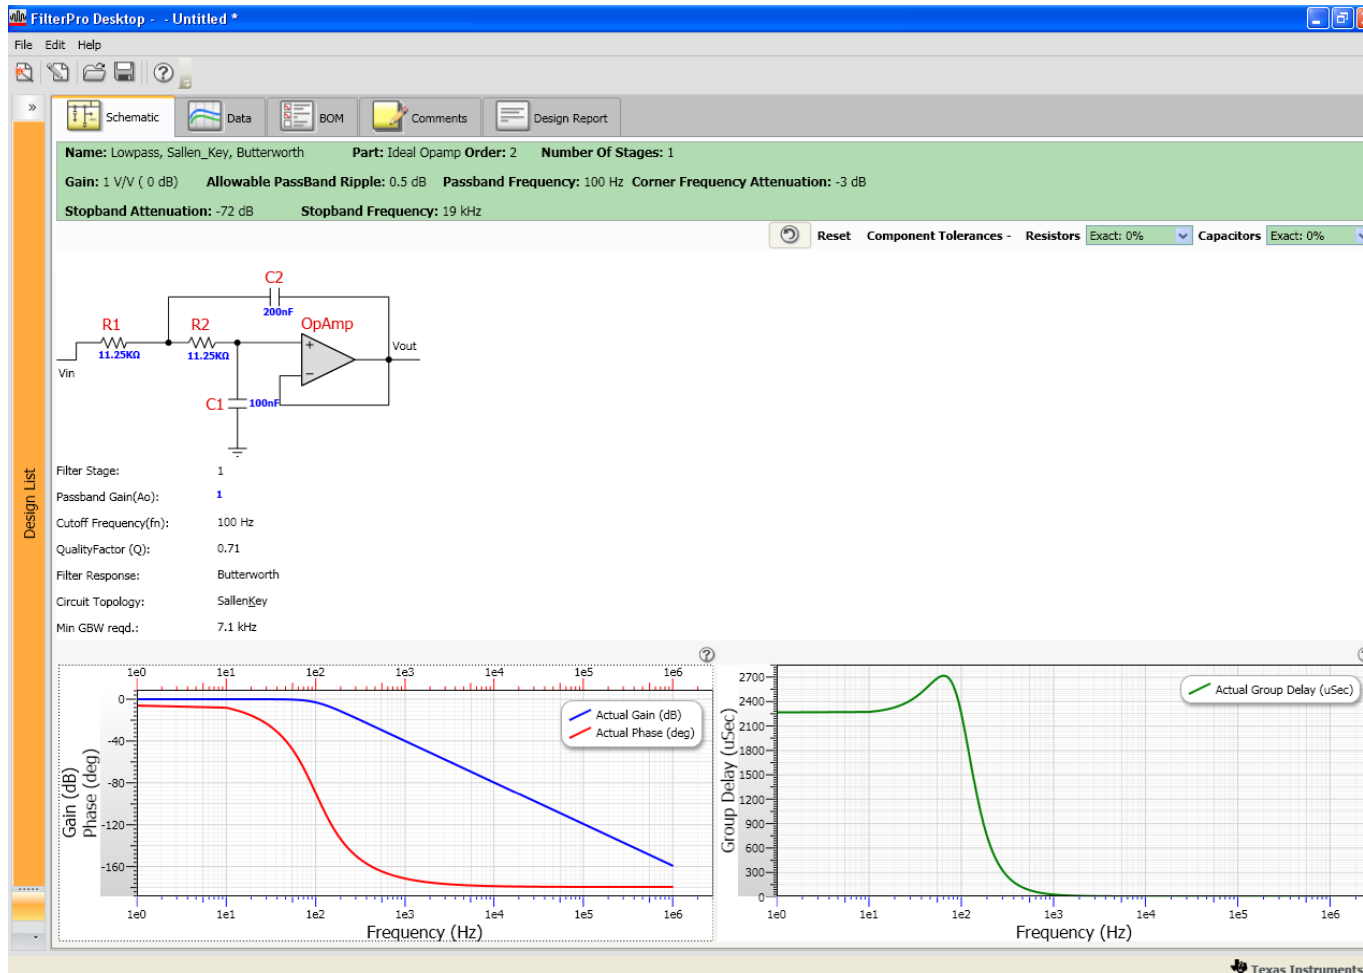 FilterPro Desktop - - Untitled *
File Edit Help
Schematic Data BOM Comments Design Report
Name: Lowpass, Sallen_Key, Butterworth Part: Ideal Opamp Order: 2 Number Of Stages: 1
Gain: 1 V/V ( 0 dB) Allowable PassBand Ripple: 0.5 dB Passband Frequency: 100 Hz Corner Frequency Attenuation: -3 dB
Stopband Attenuation: -72 dB Stopband Frequency: 19 kHz
Reset Component Tolerances - Resistors Exact: 0% Capacitors Exact: 0%
Design List
C2
200nF
R1 R2 OpAmp
11.25KΩ 11.25KΩ
Vin
Vout
C1 100nF
Filter Stage: 1
Passband Gain(Ao): 1
Cutoff Frequency(fn): 100 Hz
QualityFactor (Q): 0.71
Filter Response: Butterworth
Circuit Topology: SallenKey
Min GBW reqd.: 7.1 kHz
1e0 1e1 1e2 1e3 1e4 1e5 1e6
0
-40
-80
-120
-160
Gain (dB)
Phase (deg)
Actual Gain (dB)
Actual Phase (deg)
1e0 1e1 1e2 1e3 1e4 1e5 1e6
Frequency (Hz)
2700
2400
2100
1800
1500
1200
900
600
300
0
Group Delay (uSec)
Actual Group Delay (uSec)
1e0 1e1 1e2 1e3 1e4 1e5 1e6
Frequency (Hz)
Texas Instruments